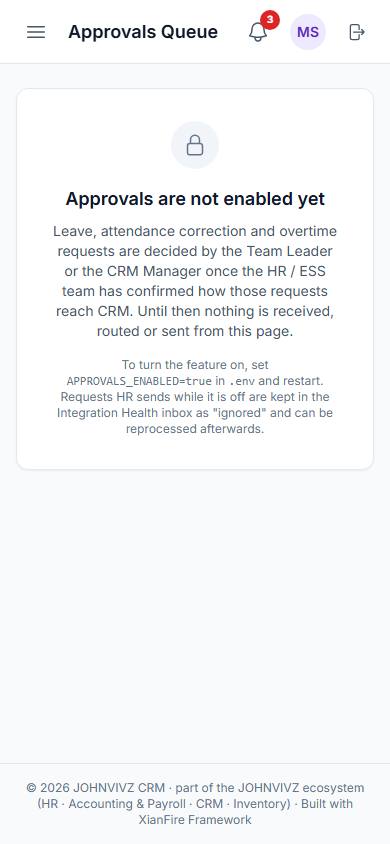 Approvals Queue
3
MS
Approvals are not enabled yet
Leave, attendance correction and overtime
requests are decided by the Team Leader
or the CRM Manager once the HR / ESS
team has confirmed how those requests
reach CRM. Until then nothing is received,
routed or sent from this page.
To turn the feature on, set
APPROVALS_ENABLED=true in .env and restart.
Requests HR sends while it is off are kept in the
Integration Health inbox as "ignored" and can be
reprocessed afterwards.
© 2026 JOHNVIVZ CRM · part of the JOHNVIVZ ecosystem
(HR · Accounting & Payroll · CRM · Inventory) · Built with
XianFire Framework